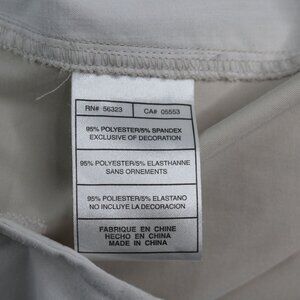 RN# 56323 CA# 05553
95% POLYESTER/5% SPANDEX
EXCLUSIVE OF DECORATION
95% POLYESTER/5% ELASTHANNE
SANS ORNEMENTS
95% POLIESTER/5% ELASTANO
NO INCLUYE LA DECORACION
FABRIQUE EN CHINE
HECHO EN CHINA
MADE IN CHINA